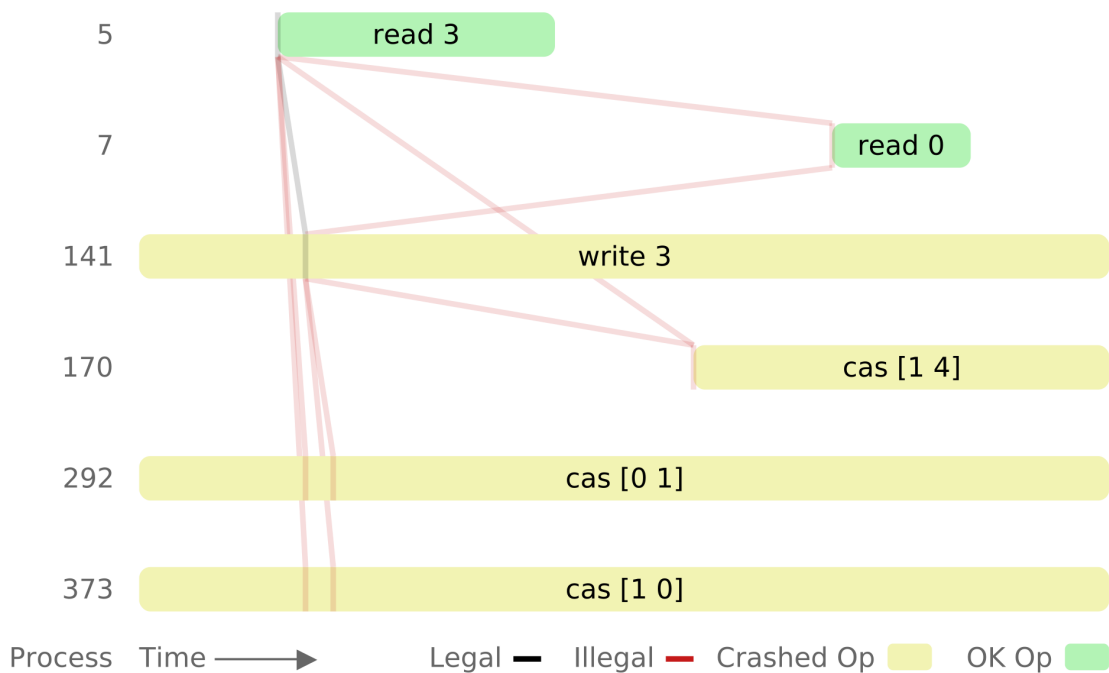 5 read 3
7 read 0
141 write 3
170 cas [1 4]
292 cas [0 1]
373 cas [1 0]
Process Time Legal Illegal Crashed Op OK Op